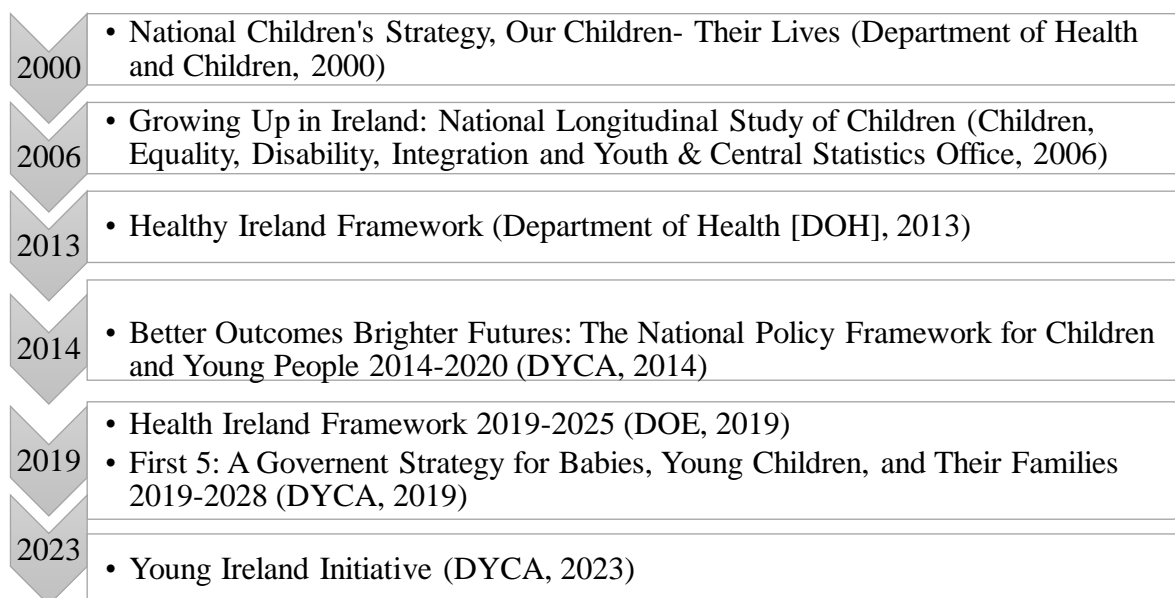 2000
• National Children's Strategy, Our Children- Their Lives (Department of Health
and Children, 2000)
2006
• Growing Up in Ireland: National Longitudinal Study of Children (Children,
Equality, Disability, Integration and Youth & Central Statistics Office, 2006)
2013
• Healthy Ireland Framework (Department of Health [DOH], 2013)
2014
• Better Outcomes Brighter Futures: The National Policy Framework for Children
and Young People 2014-2020 (DYCA, 2014)
2019
• Health Ireland Framework 2019-2025 (DOE, 2019)
• First 5: A Governent Strategy for Babies, Young Children, and Their Families
2019-2028 (DYCA, 2019)
2023
• Young Ireland Initiative (DYCA, 2023)